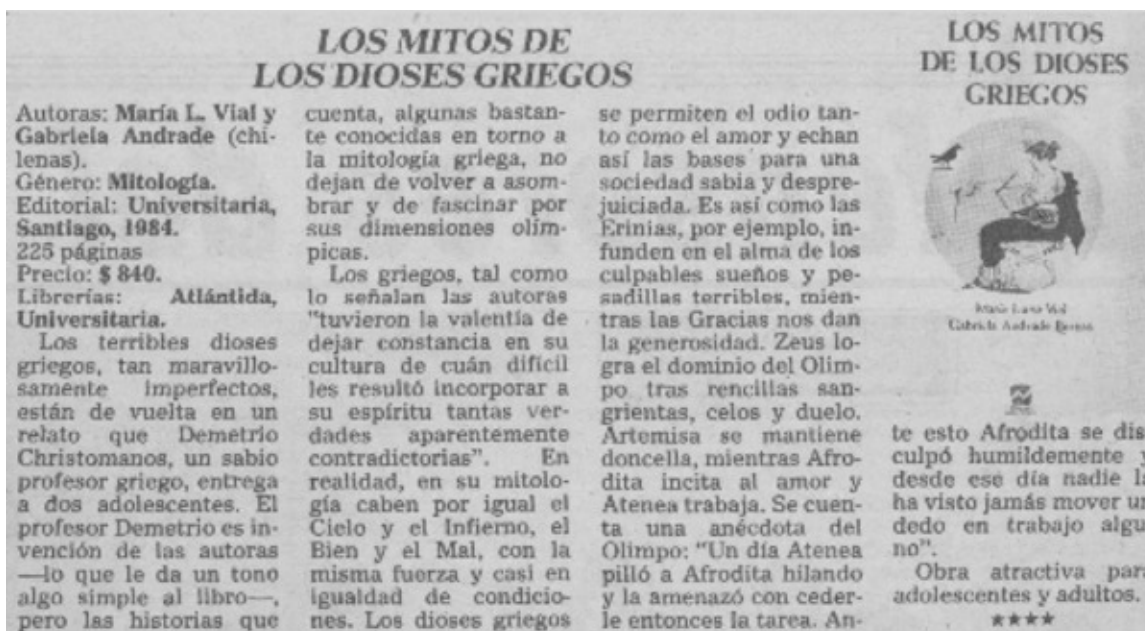 LOS MITOS DE
LOS DIOSES GRIEGOS
Autoras: María L. Vial y
Gabriela Andrade (chi-
lenas).
Género: Mitología.
Editorial: Universitaria,
Santiago, 1984.
225 páginas
Precio: $ 840.
Librerías: Atlántida,
Universitaria.
Los terribles dioses
griegos, tan maravillo-
samente imperfectos,
están de vuelta en un
relato que Demetrio
Christomanos, un sabio
profesor griego, entrega
a dos adolescentes. El
profesor Demetrio es in-
vención de las autoras
—lo que le da un tono
algo simple al libro—,
pero las historias que
cuenta, algunas bastan-
te conocidas en torno a
la mitología griega, no
dejan de volver a asom-
brar y de fascinar por
sus dimensiones olím-
picas.
Los griegos, tal como
lo señalan las autoras
"tuvieron la valentía de
dejar constancia en su
cultura de cuán difícil
les resultó incorporar a
su espíritu tantas ver-
dades aparentemente
contradictorias". En
realidad, en su mitolo-
gía caben por igual el
Cielo y el Infierno, el
Bien y el Mal, con la
misma fuerza y casi en
igualdad de condicio-
nes. Los dioses griegos
se permiten el odio tan-
to como el amor y echan
así las bases para una
sociedad sabia y despre-
juiciada. Es así como las
Erinias, por ejemplo, in-
funden en el alma de los
culpables sueños y pe-
sadillas terribles, mien-
tras las Gracias nos dan
la generosidad. Zeus lo-
gra el dominio del Olim-
po tras rencillas san-
grientas, celos y duelo.
Artemisa se mantiene
doncella, mientras Afro-
dita incita al amor y
Atenea trabaja. Se cuen-
ta una anécdota del
Olimpo: "Un día Atenea
pilló a Afrodita hilando
y la amenazó con ceder-
le entonces la tarea. An-
LOS MITOS
DE LOS DIOSES
GRIEGOS
María Luisa Vial
Gabriela Andrade
te esto Afrodita se dis
culpó humildemente y
desde ese día nadie la
ha visto jamás mover un
dedo en trabajo algu
no".
Obra atractiva para
adolescentes y adultos.
★★★★